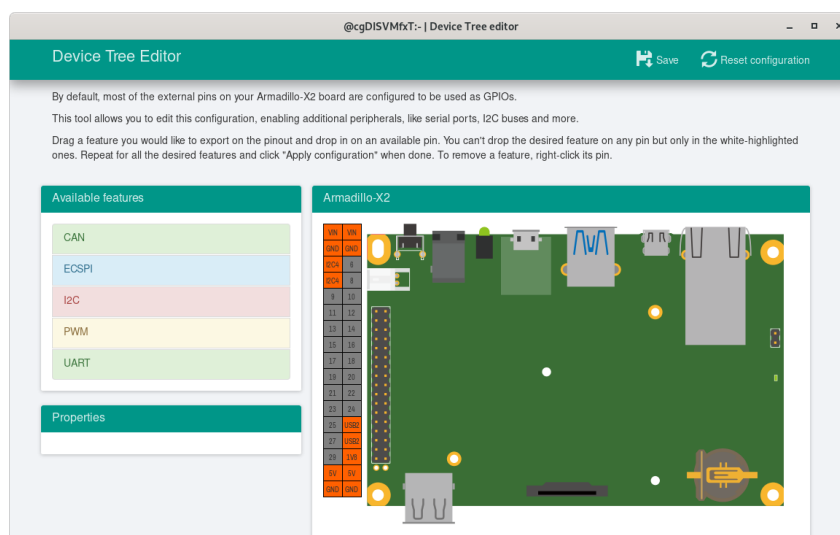 @cgDISVMfxT:~ | Device Tree editor
Device Tree Editor
Save
Reset configuration
By default, most of the external pins on your Armadillo-X2 board are configured to be used as GPIOs.
This tool allows you to edit this configuration, enabling additional peripherals, like serial ports, I2C buses and more.
Drag a feature you would like to export on the pinout and drop in on an available pin. You can't drop the desired feature on any pin but only in the white-highlighted
ones. Repeat for all the desired features and click "Apply configuration" when done. To remove a feature, right-click its pin.
Available features
CAN
ECSPI
I2C
PWM
UART
Properties
Armadillo-X2
VIN VIN
GND GND
I2C4 6
I2C4 8
9 10
11 12
13 14
15 16
17 18
19 20
21 22
23 24
25 USB2
27 USB2
29 1V8
5V 5V
GND GND